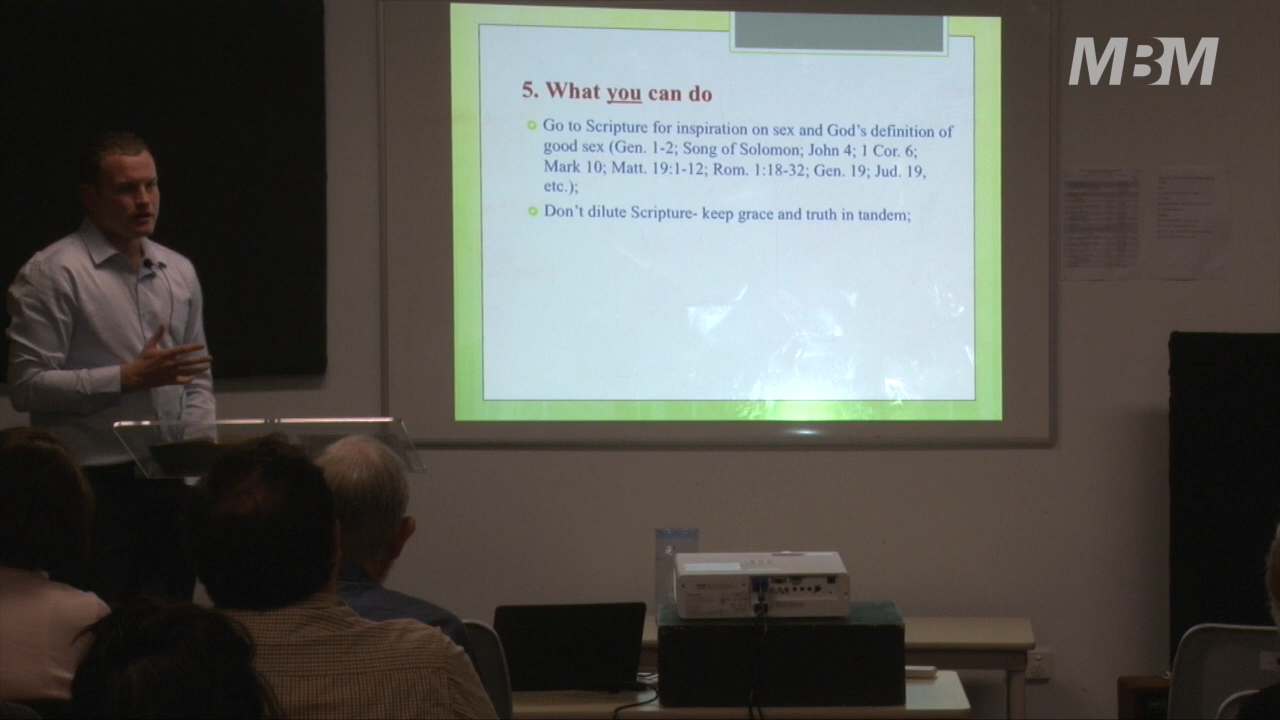 MBM
5. What you can do
Go to Scripture for inspiration on sex and God's definition of
good sex (Gen. 1-2; Song of Solomon; John 4; 1 Cor. 6;
Mark 10; Matt. 19:1-12; Rom. 1:18-32; Gen. 19; Jud. 19,
etc.);
Don't dilute Scripture- keep grace and truth in tandem;